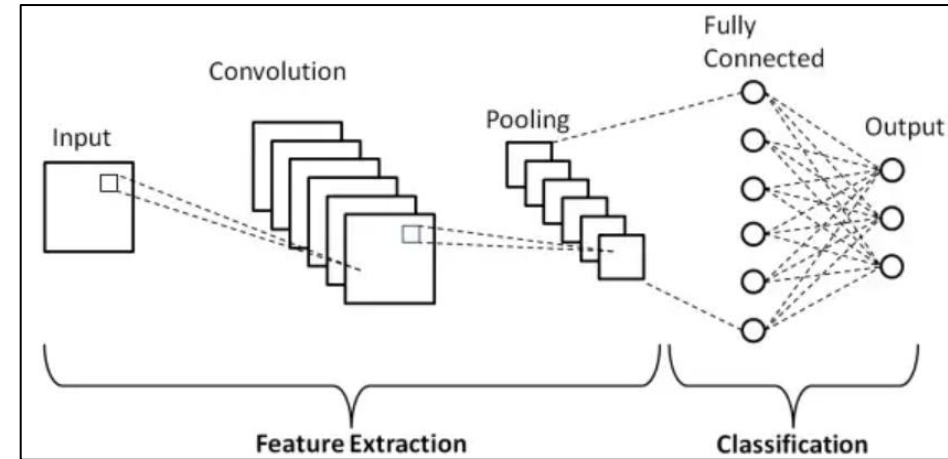 Input
Convolution
Pooling
Fully
Connected
Output
Feature Extraction
Classification